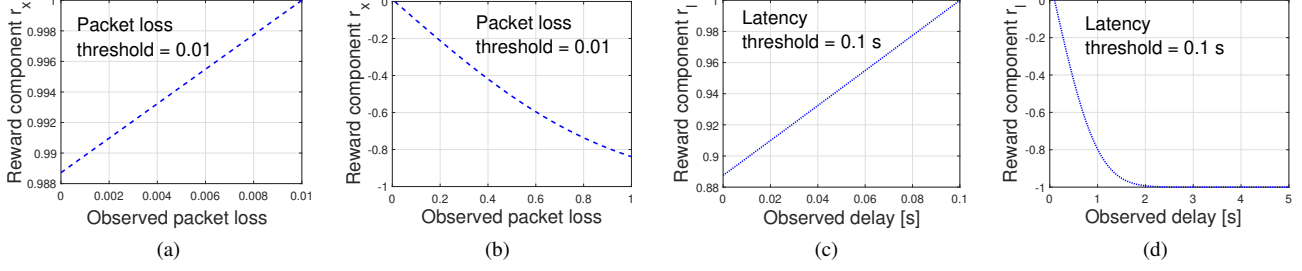 Reward component r_x
1
0.998
0.996
0.994
0.992
0.99
0.988
Packet loss
threshold = 0.01
0 0.002 0.004 0.006 0.008 0.01
Observed packet loss
(a)
Reward component r_x
0
-0.2
-0.4
-0.6
-0.8
-1
Packet loss
threshold = 0.01
0 0.2 0.4 0.6 0.8 1
Observed packet loss
(b)
Reward component r_l
1
0.98
0.96
0.94
0.92
0.9
0.88
Latency
threshold = 0.1 s
0 0.02 0.04 0.06 0.08 0.1
Observed delay [s]
(c)
Reward component r_l
0
-0.2
-0.4
-0.6
-0.8
-1
Latency
threshold = 0.1 s
0 1 2 3 4 5
Observed delay [s]
(d)